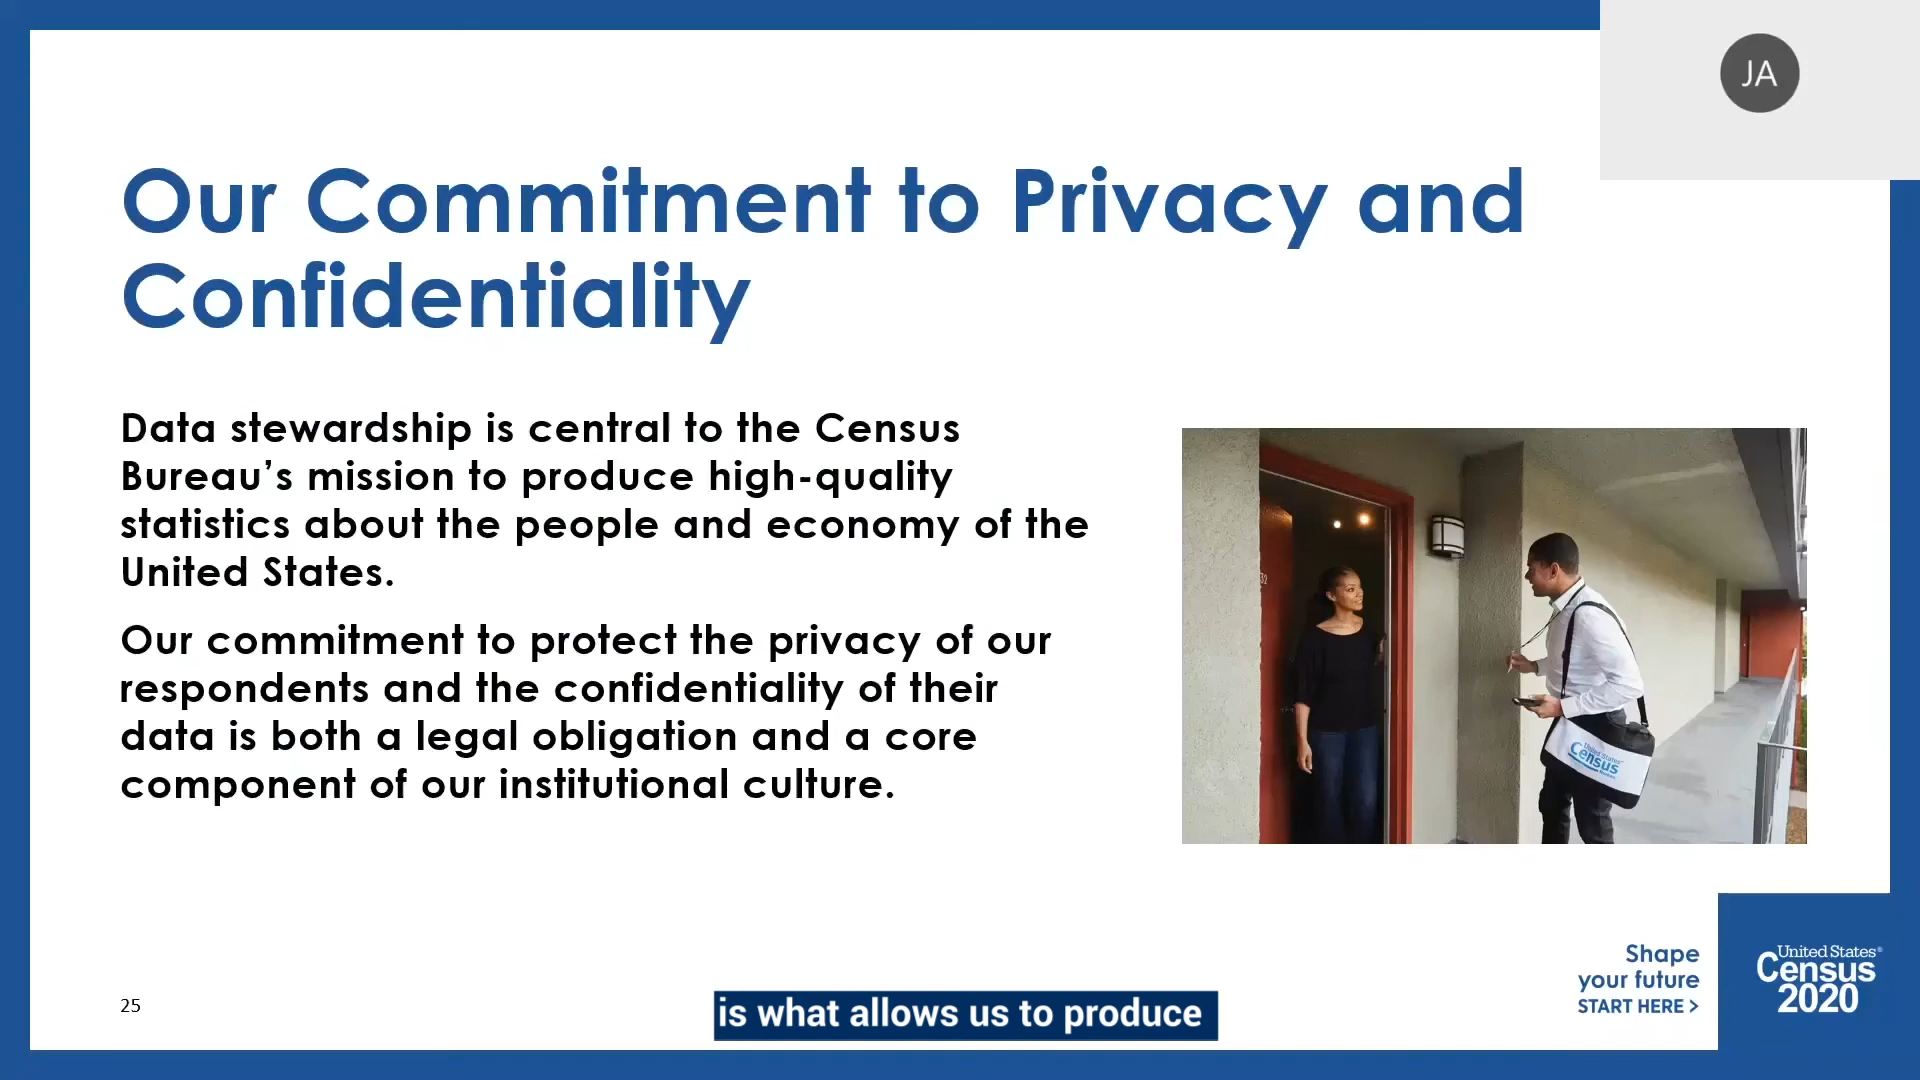 JA
Our Commitment to Privacy and
Confidentiality
Data stewardship is central to the Census
Bureau’s mission to produce high-quality
statistics about the people and economy of the
United States.
Our commitment to protect the privacy of our
respondents and the confidentiality of their
data is both a legal obligation and a core
component of our institutional culture.
32
United States
Census
Shape
your future
START HERE >
United States®
Census
2020
25
is what allows us to produce